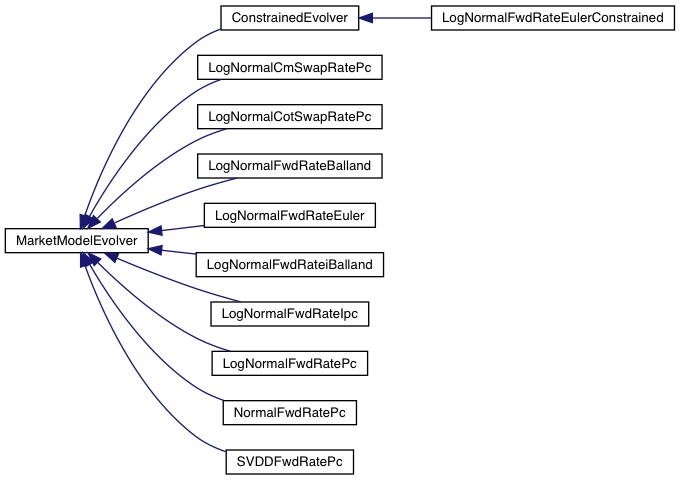 ConstrainedEvolver
LogNormalFwdRateEulerConstrained
LogNormalCmSwapRatePc
LogNormalCotSwapRatePc
LogNormalFwdRateBalland
LogNormalFwdRateEuler
MarketModelEvolver
LogNormalFwdRateiBalland
LogNormalFwdRateIpc
LogNormalFwdRatePc
NormalFwdRatePc
SVDDFwdRatePc